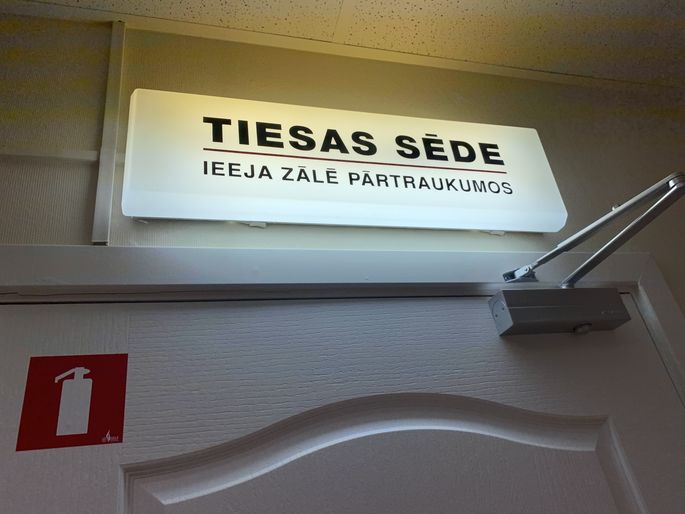 TIESAS SĒDE
IEEJA ZĀLĒ PĀRTRAUKUMOS